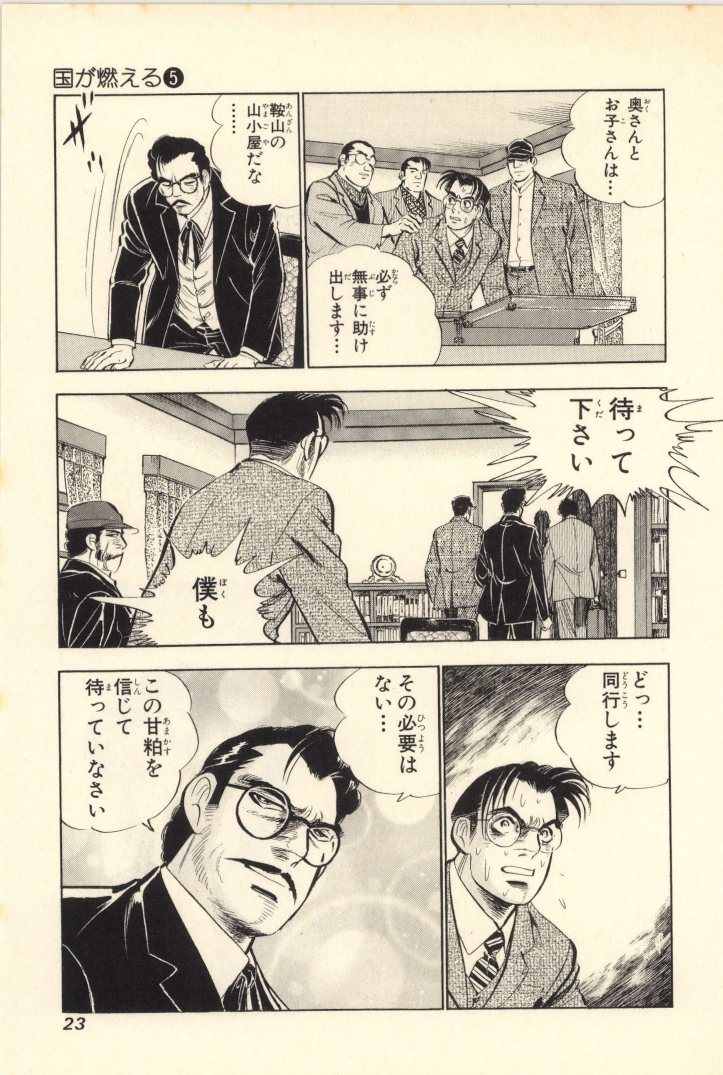 国が燃える❺
奥さんと
お子さんは…
必ず
無事に助け
出します…
鞍山の
山小屋だな
……
待って
下さい
僕も
どっ…
同行します
その必要は
ない…
この甘粕を
信じて
待っていなさい
23